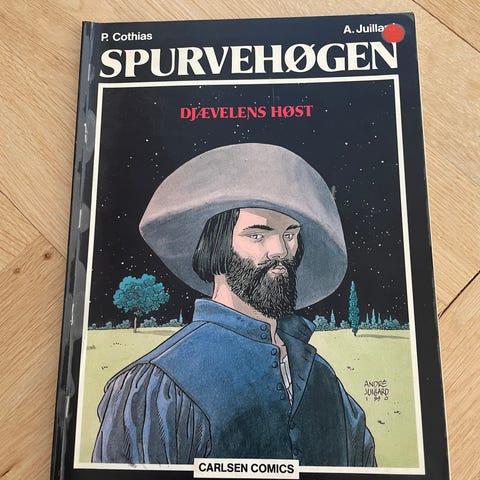 P. Cothias
A. Juillard
SPURVEHØGEN
DJÆVELENS HØST
ANDRÉ
JUILLARD
CARLSEN COMICS